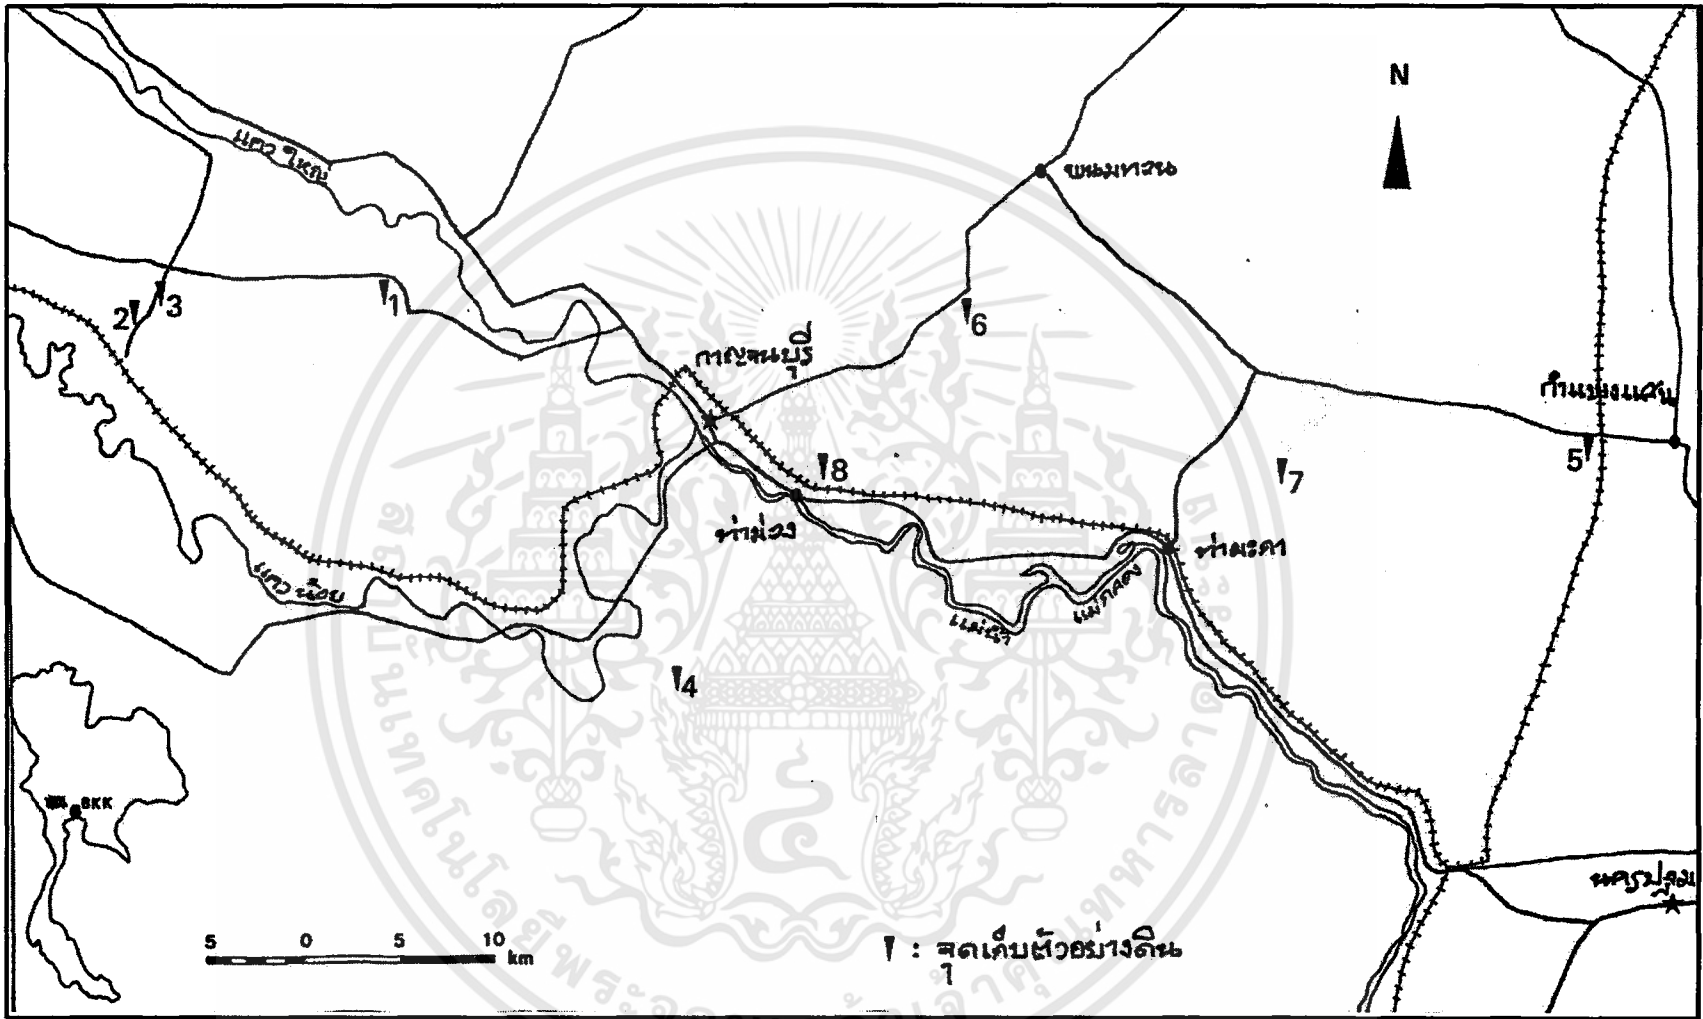 N
แคว ใหญ่
พนมทวน
2
3
1
6
กาญจนบุรี
กำแพงแสน
5
8
7
ท่าม่วง
ท่ามะกา
แควน้อย
แม่น้ำ
แม่กลอง
4
BKK
นครปฐม
5 0 5 10
km
: จุดเก็บตัวอย่างดิน